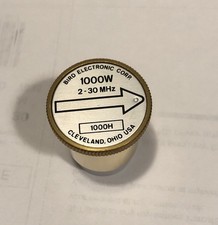 BIRD ELECTRONIC CORP.
1000W
2-30 MHz
1000H
CLEVELAND, OHIO USA